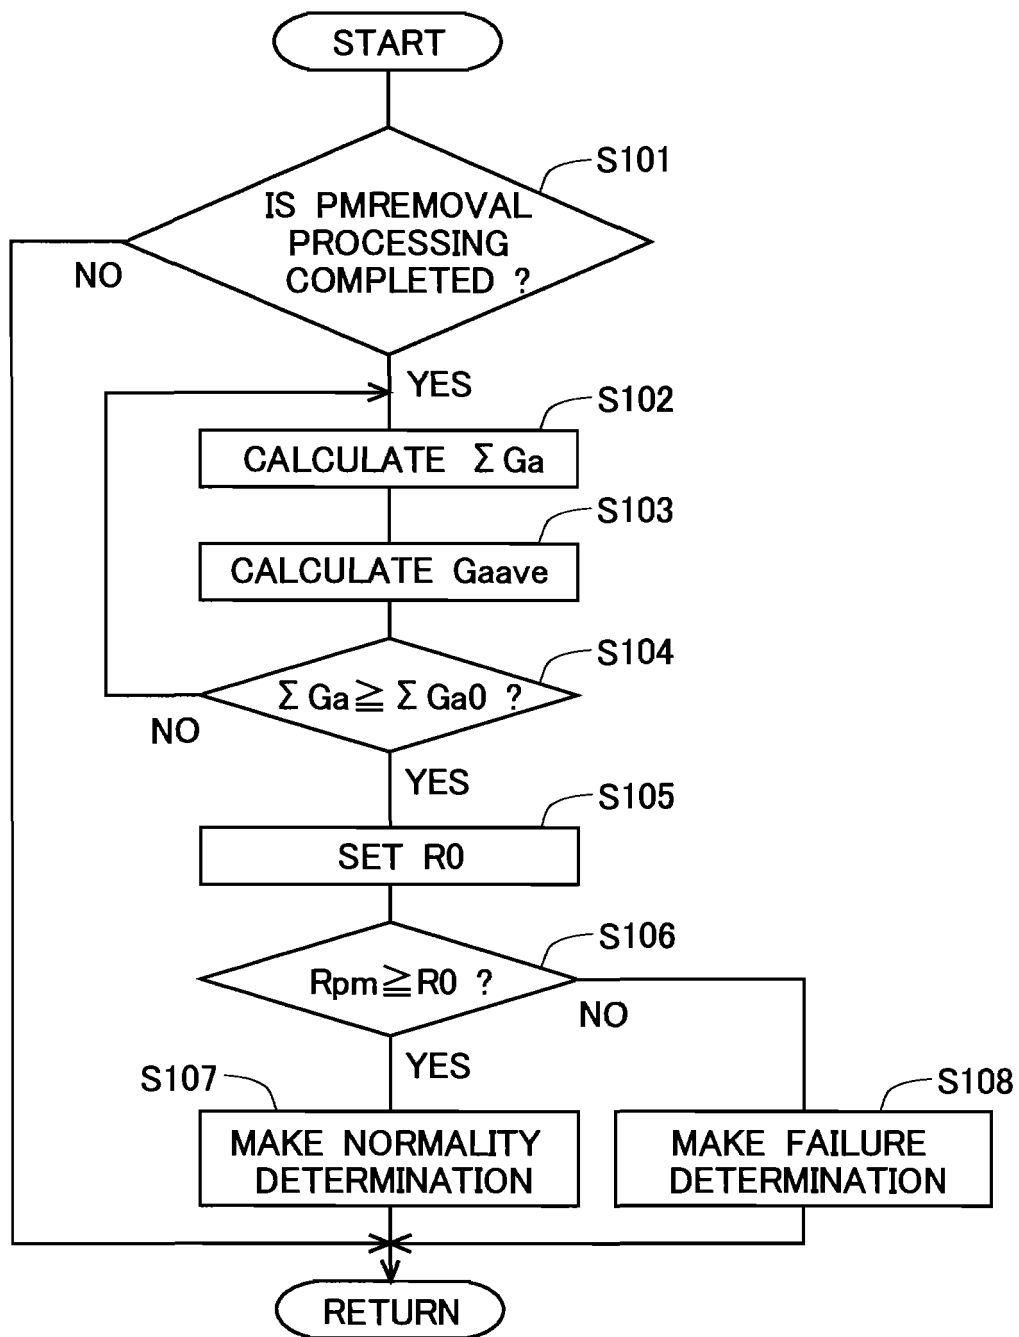 START
S101
IS PMREMOVAL
PROCESSING
COMPLETED ?
NO
YES
S102
CALCULATE ΣGa
S103
CALCULATE Gaave
S104
ΣGa≧ΣGa0 ?
NO
YES
S105
SET R0
S106
Rpm≧R0 ?
NO
YES
S107
S108
MAKE NORMALITY
DETERMINATION
MAKE FAILURE
DETERMINATION
RETURN